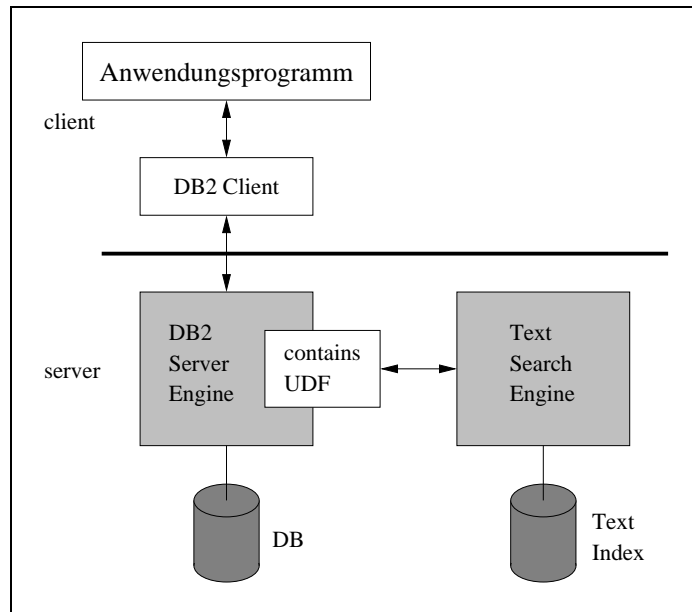 Anwendungsprogramm
client
DB2 Client
server
DB2
Server
Engine
contains
UDF
Text
Search
Engine
DB
Text
Index